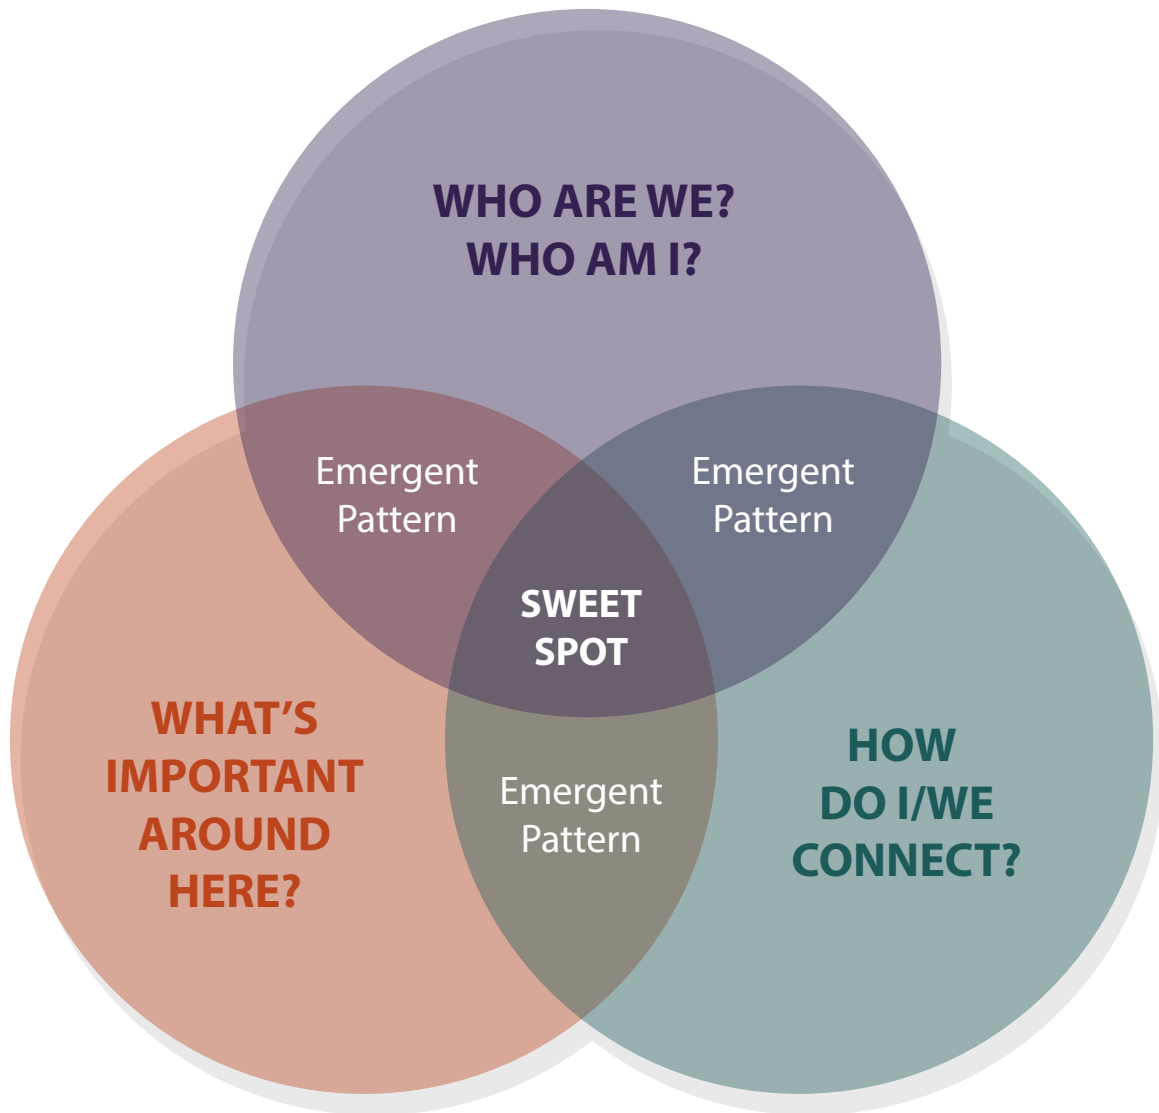 WHO ARE WE?
WHO AM I?
Emergent
Pattern
Emergent
Pattern
SWEET
SPOT
WHAT'S
IMPORTANT
AROUND
HERE?
HOW
DO I/WE
CONNECT?
Emergent
Pattern